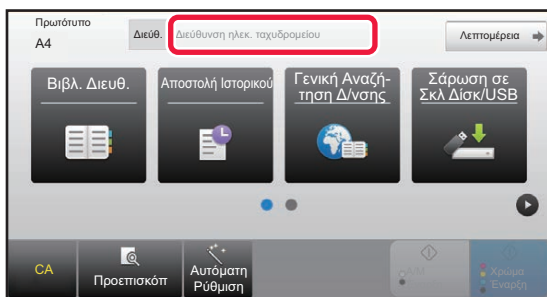 Πρωτότυπο
A4
Διεύθ.
Διεύθυνση ηλεκ. ταχυδρομείου
Λεπτομέρεια
Βιβλ. Διευθ.
Αποστολή Ιστορικού
Γενική Αναζή-
τηση Δ/νσης
Σάρωση σε
Σκλ Δίσκ/USB
CA
Προεπισκόπ
Αυτόματη
Ρύθμιση
Α/Μ
Χρώμα
Έναρξη